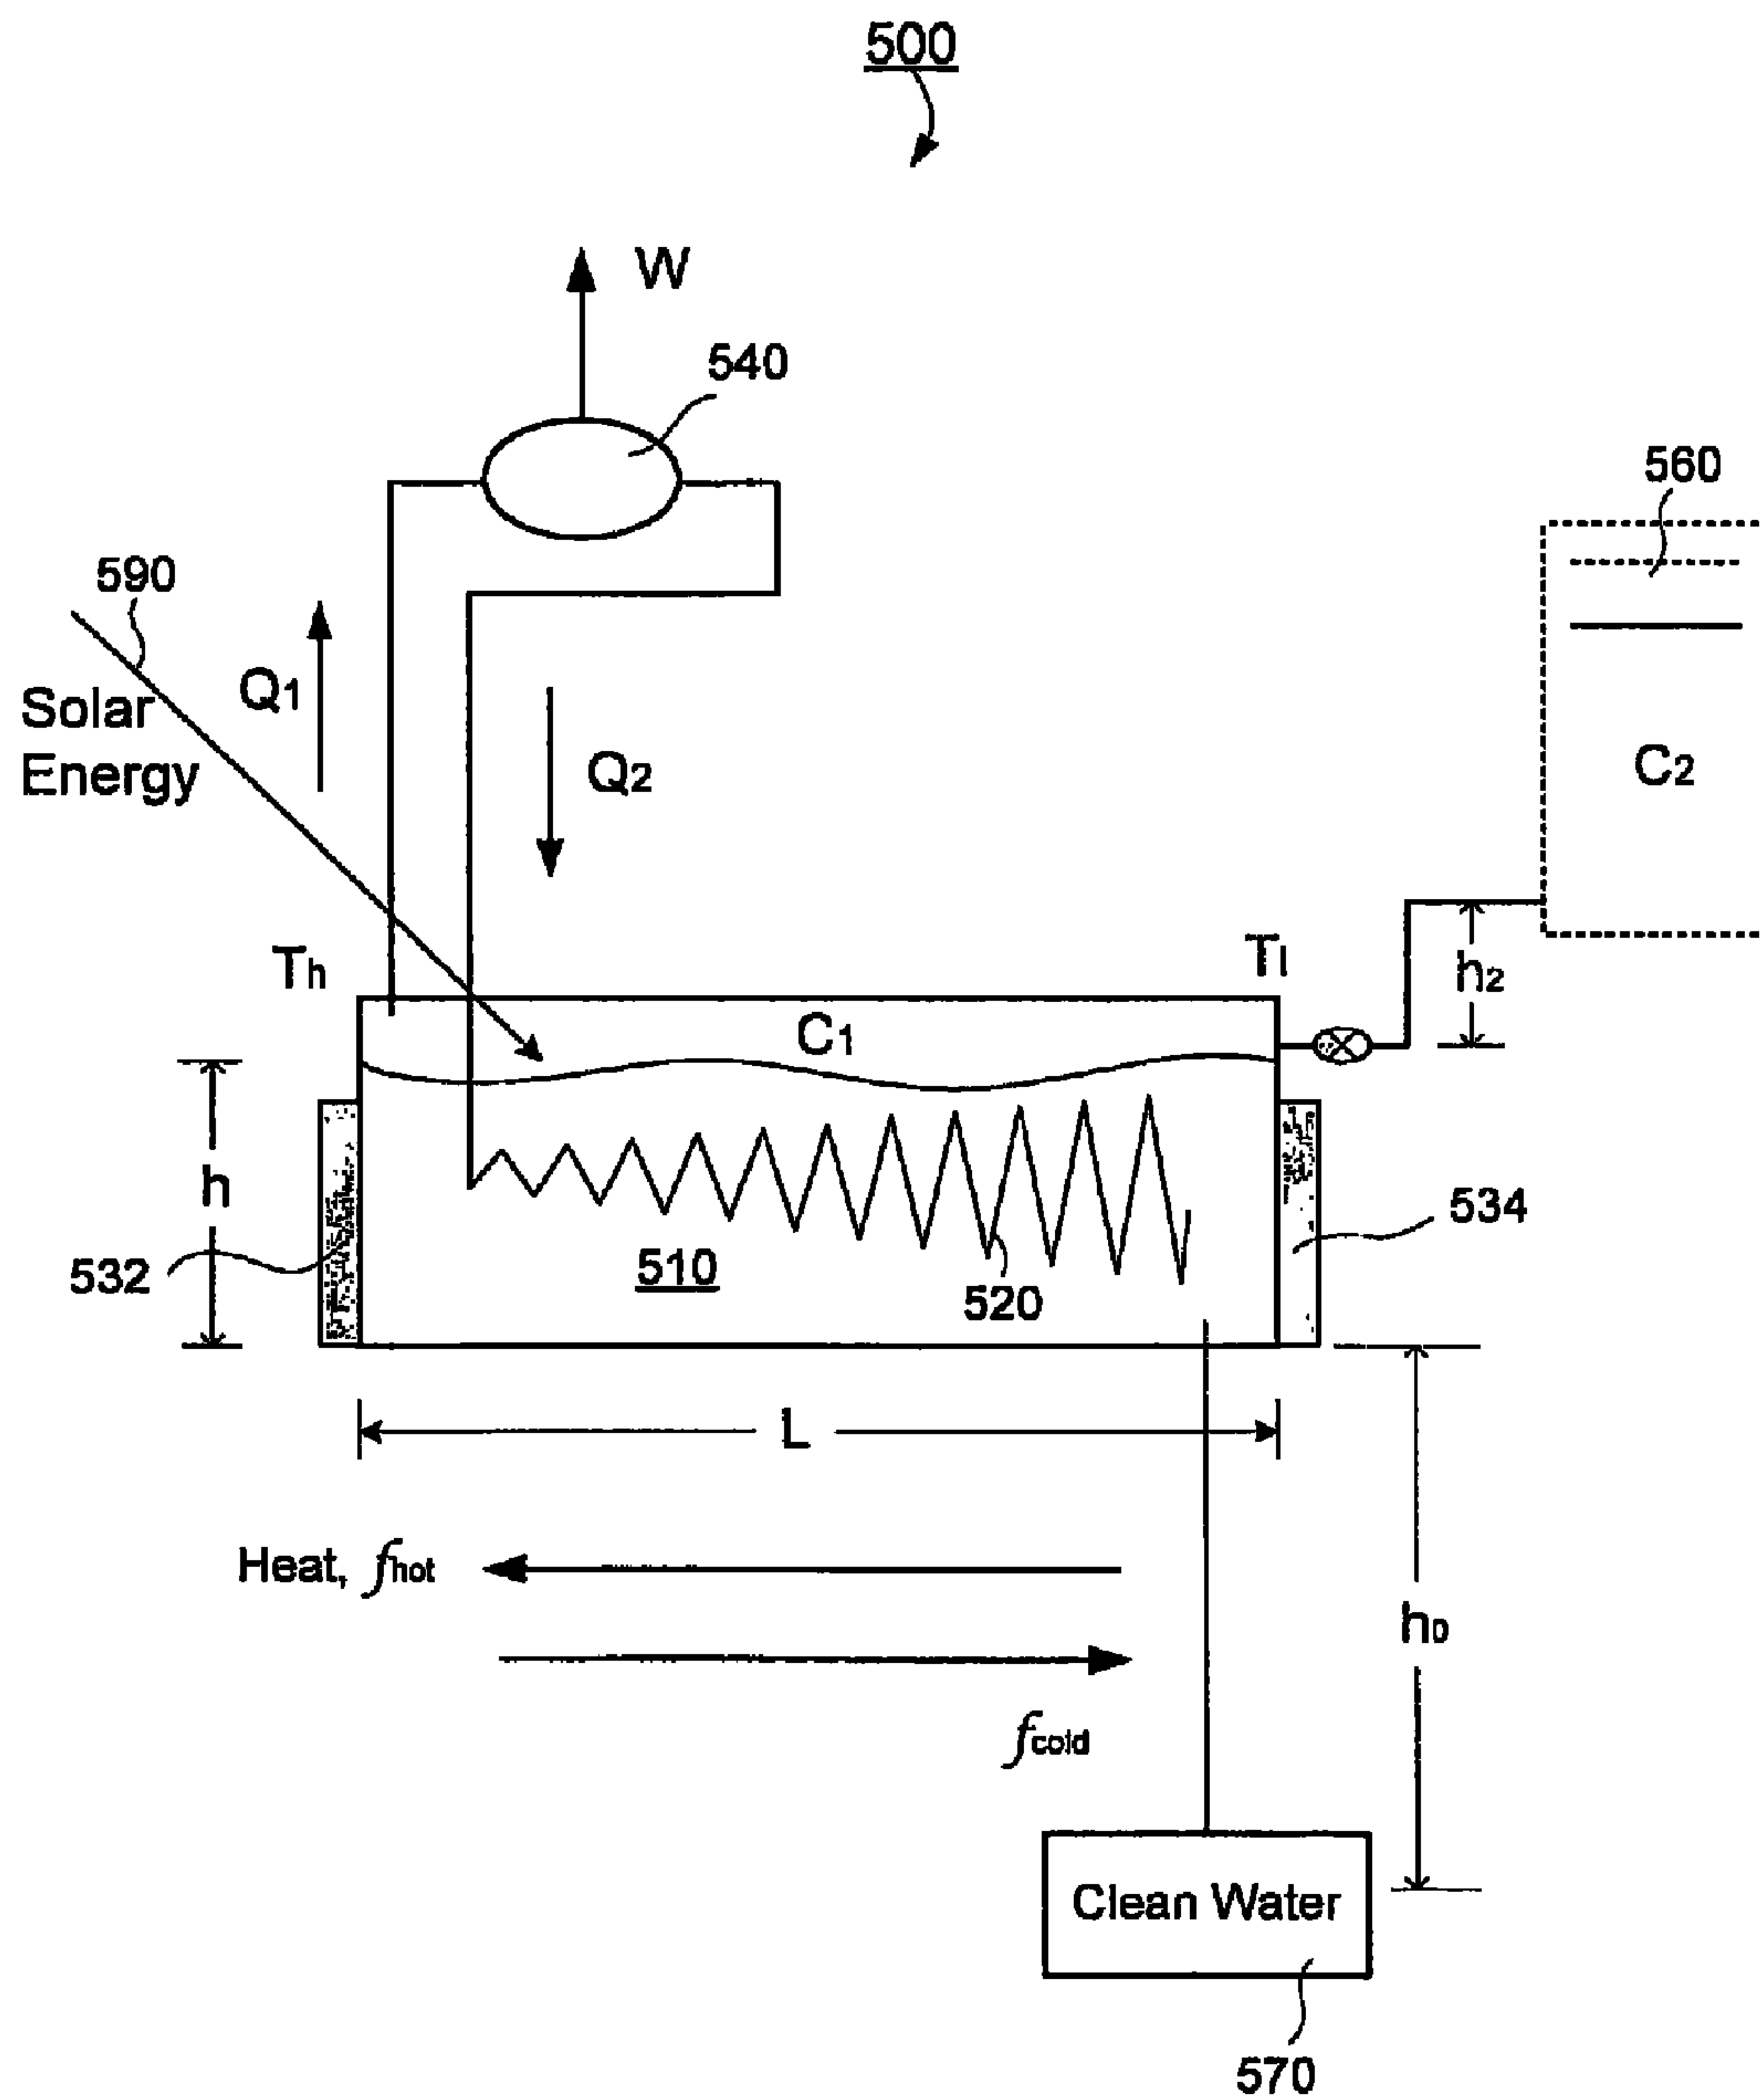 500
W
540
560
590
Q1
Solar
Energy
Q2
C2
Th
Tl
h2
C1
h
534
532
510
520
L
Heat, fhot
h0
fcold
Clean Water
570